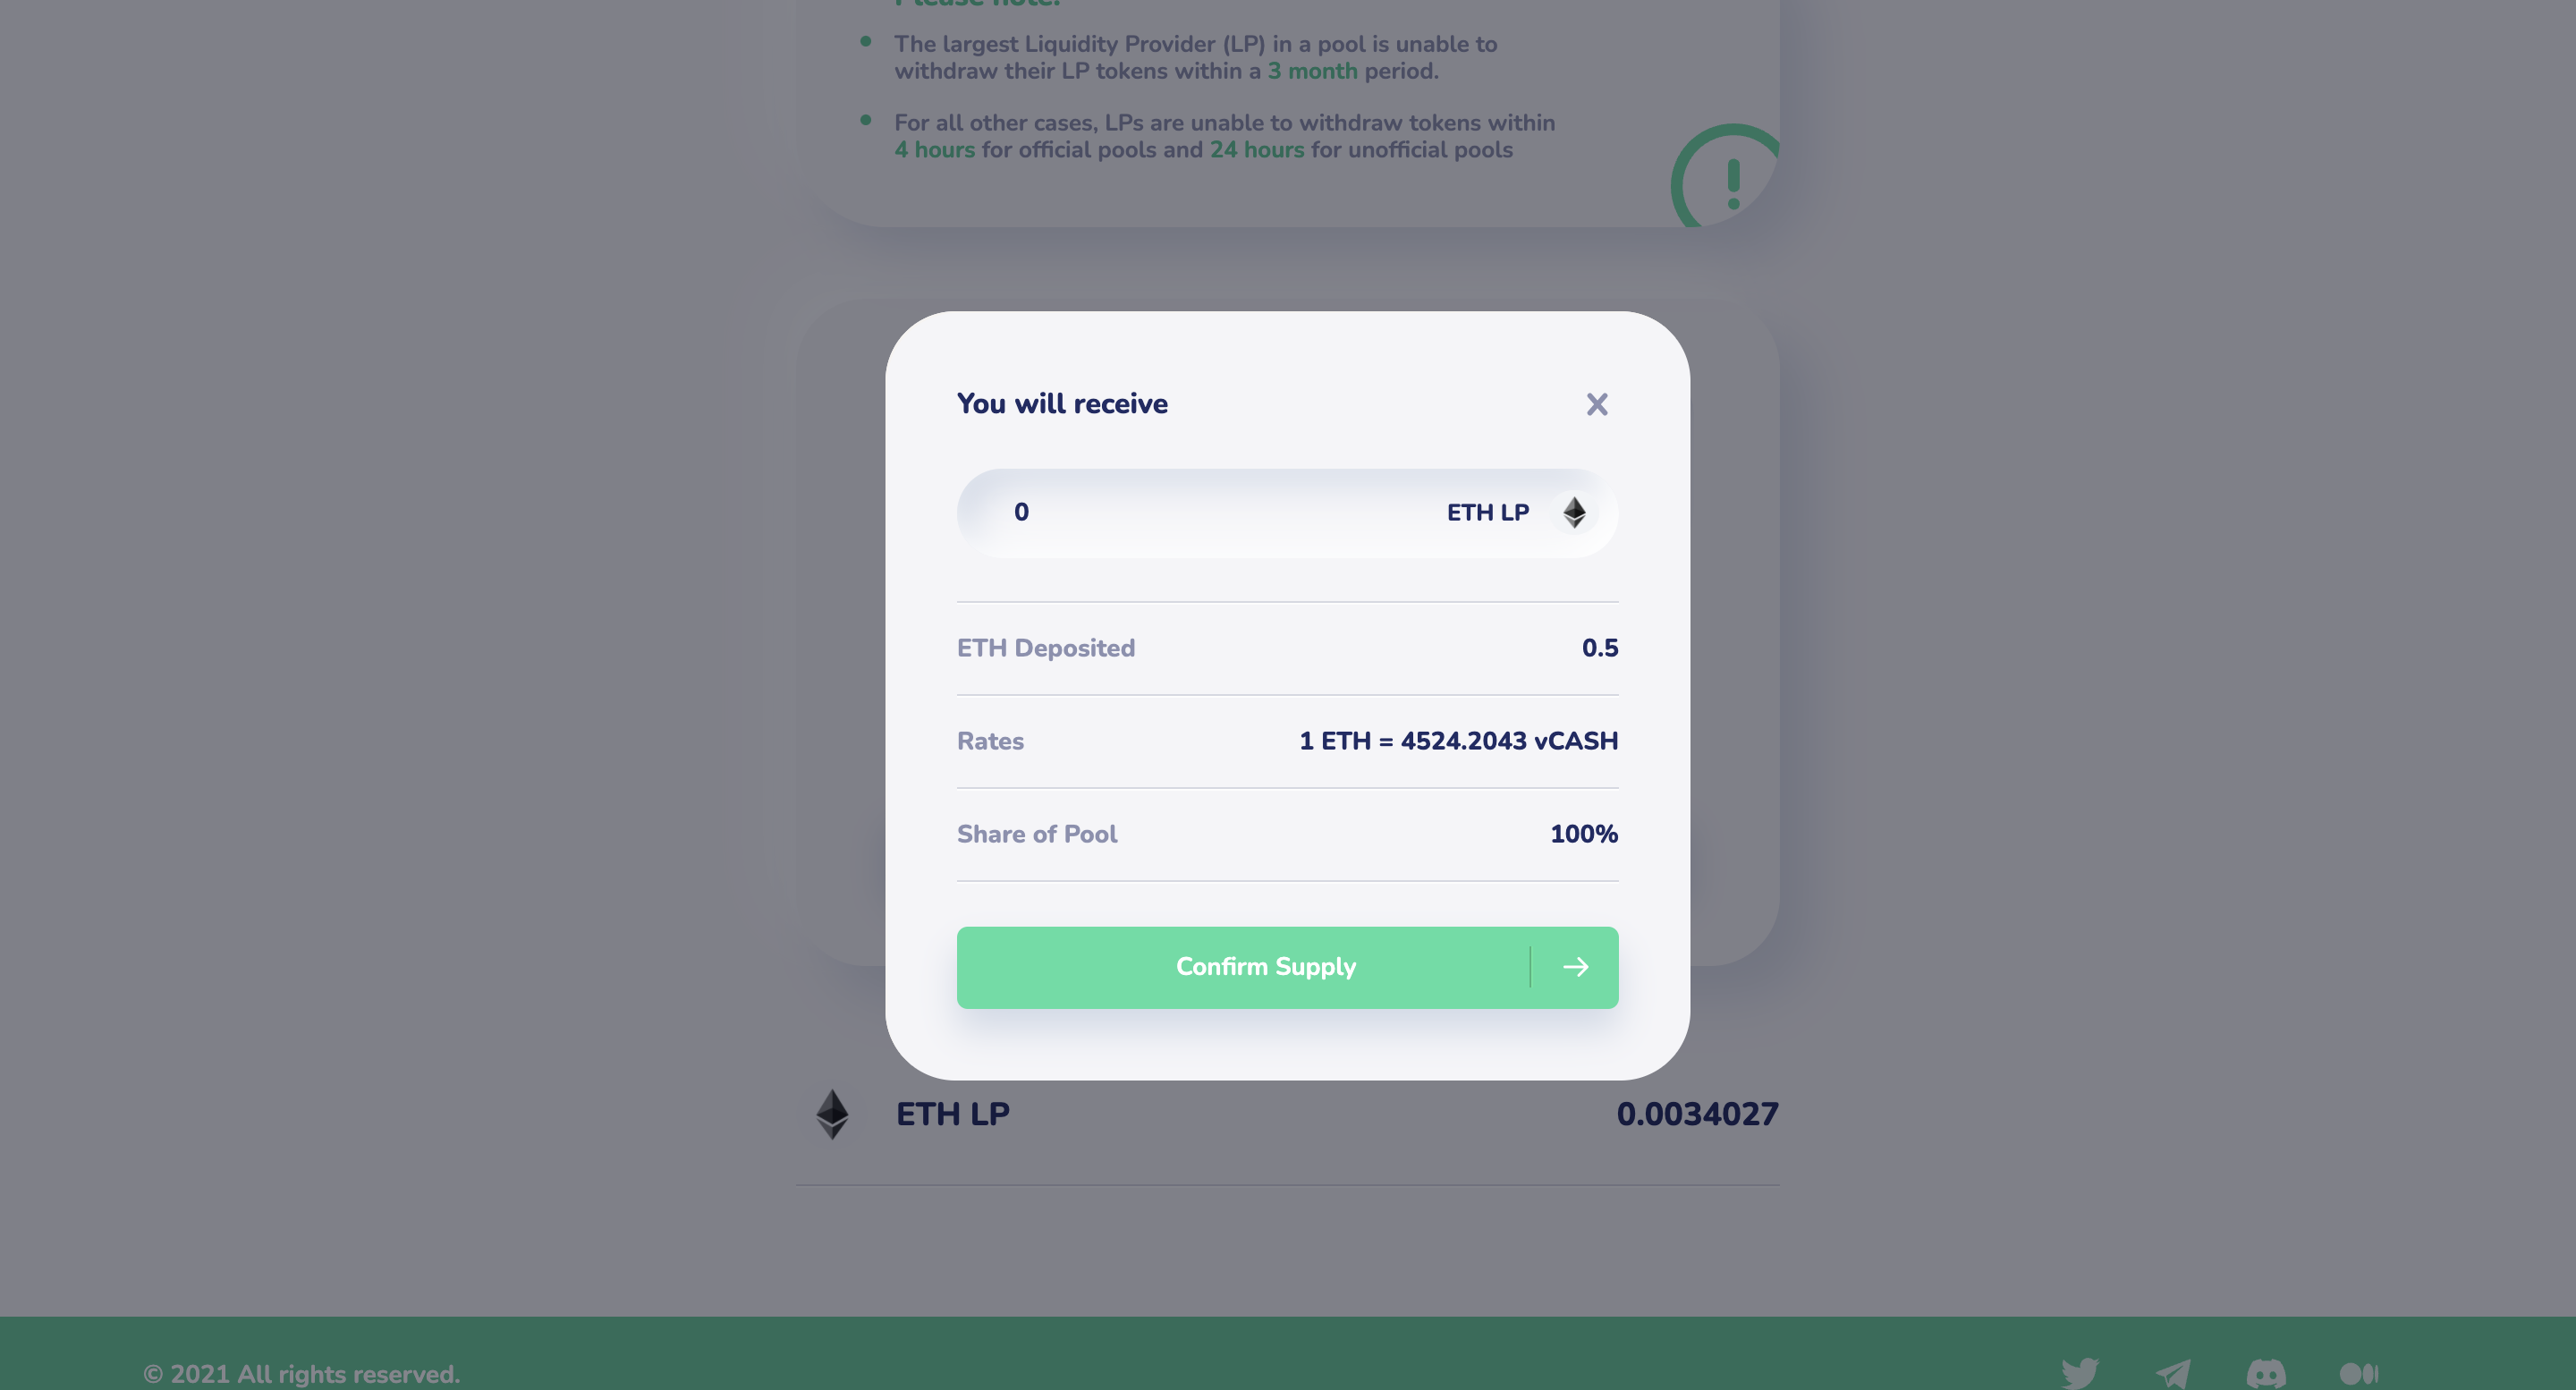 Please note:
The largest Liquidity Provider (LP) in a pool is unable to
withdraw their LP tokens within a 3 month period.
For all other cases, LPs are unable to withdraw tokens within
4 hours for official pools and 24 hours for unofficial pools
You will receive
0 ETH LP
ETH Deposited 0.5
Rates 1 ETH = 4524.2043 vCASH
Share of Pool 100%
Confirm Supply
ETH LP 0.0034027
© 2021 All rights reserved.